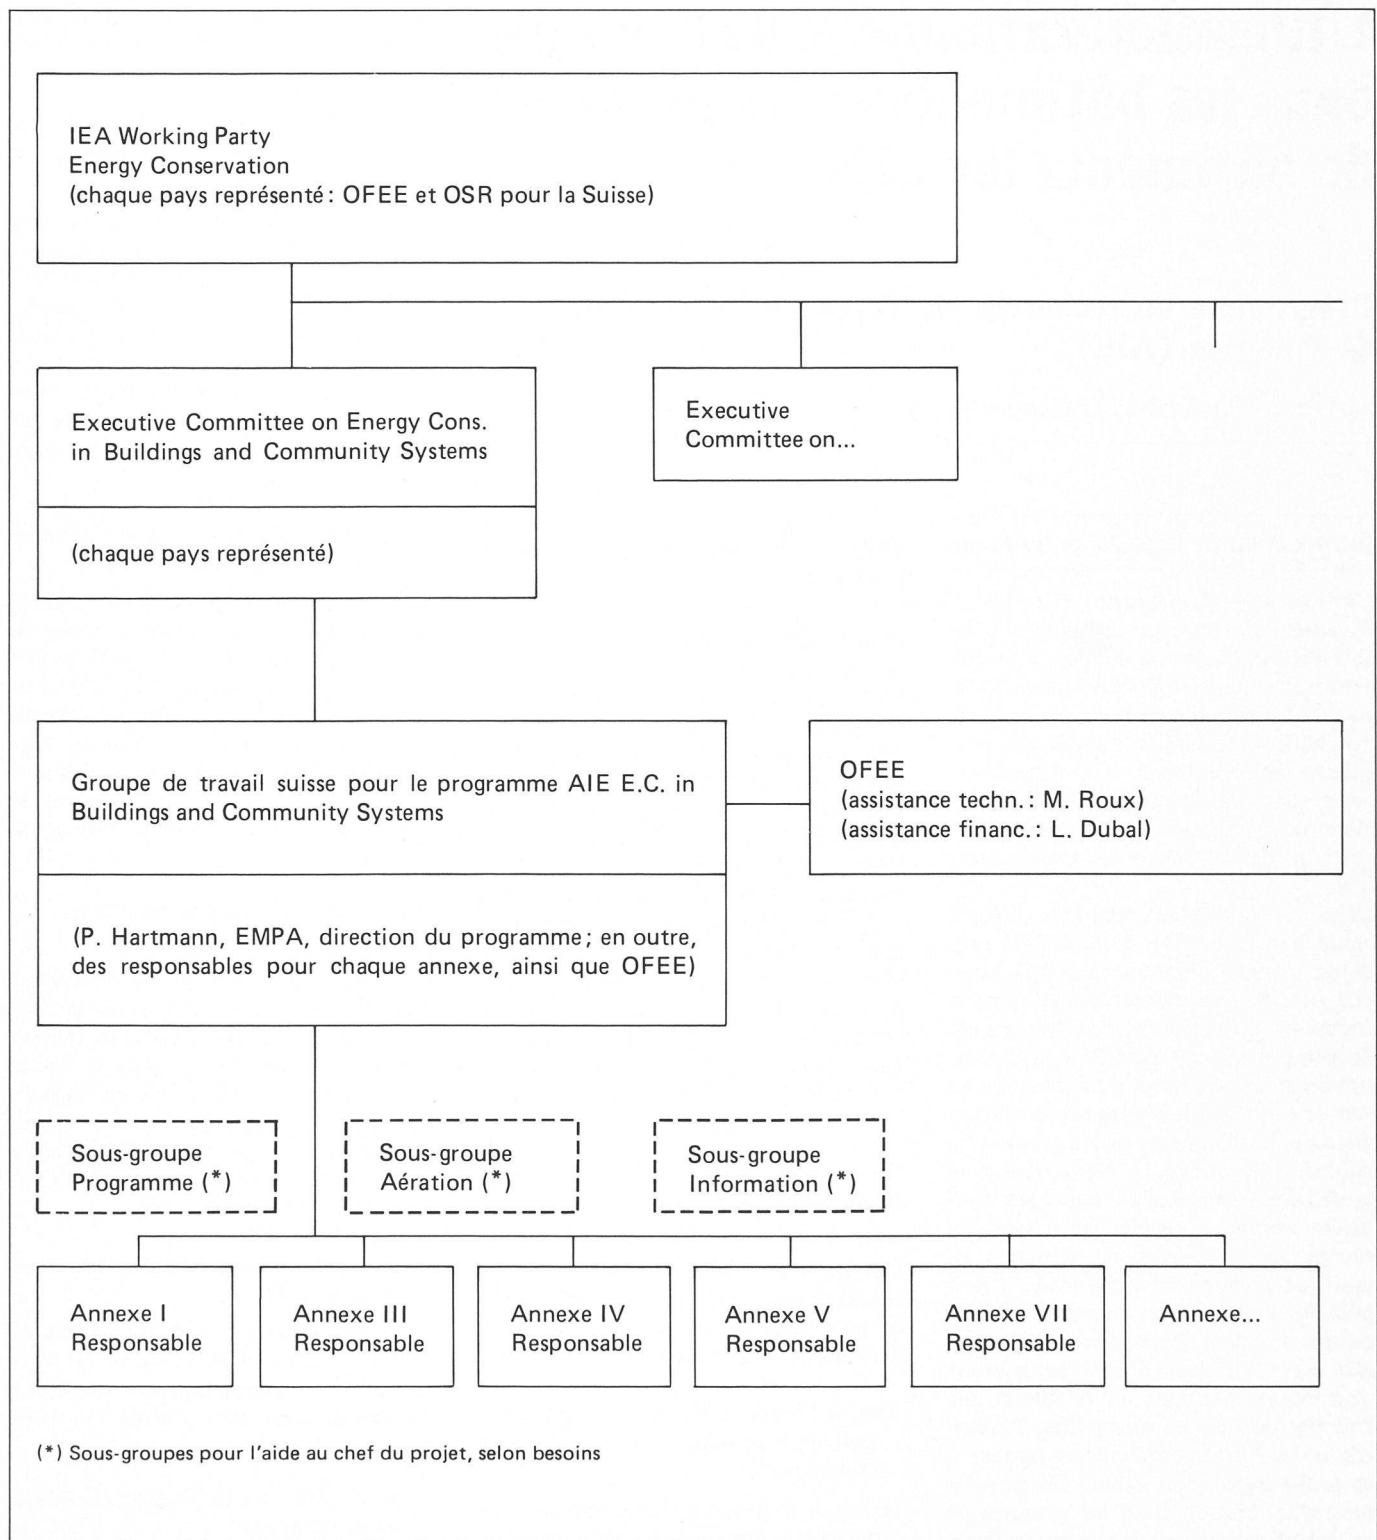 IEA Working Party
Energy Conservation
(chaque pays représenté : OFEE et OSR pour la Suisse)
Executive Committee on Energy Cons.
in Buildings and Community Systems
(chaque pays représenté)
Executive
Committee on...
Groupe de travail suisse pour le programme AIE E.C. in
Buildings and Community Systems
(P. Hartmann, EMPA, direction du programme; en outre,
des responsables pour chaque annexe, ainsi que OFEE)
OFEE
(assistance techn. : M. Roux)
(assistance financ. : L. Dubal)
Sous-groupe
Programme (*)
Sous-groupe
Aération (*)
Sous-groupe
Information (*)
Annexe I
Responsable
Annexe III
Responsable
Annexe IV
Responsable
Annexe V
Responsable
Annexe VII
Responsable
Annexe...
(*) Sous-groupes pour l'aide au chef du projet, selon besoins